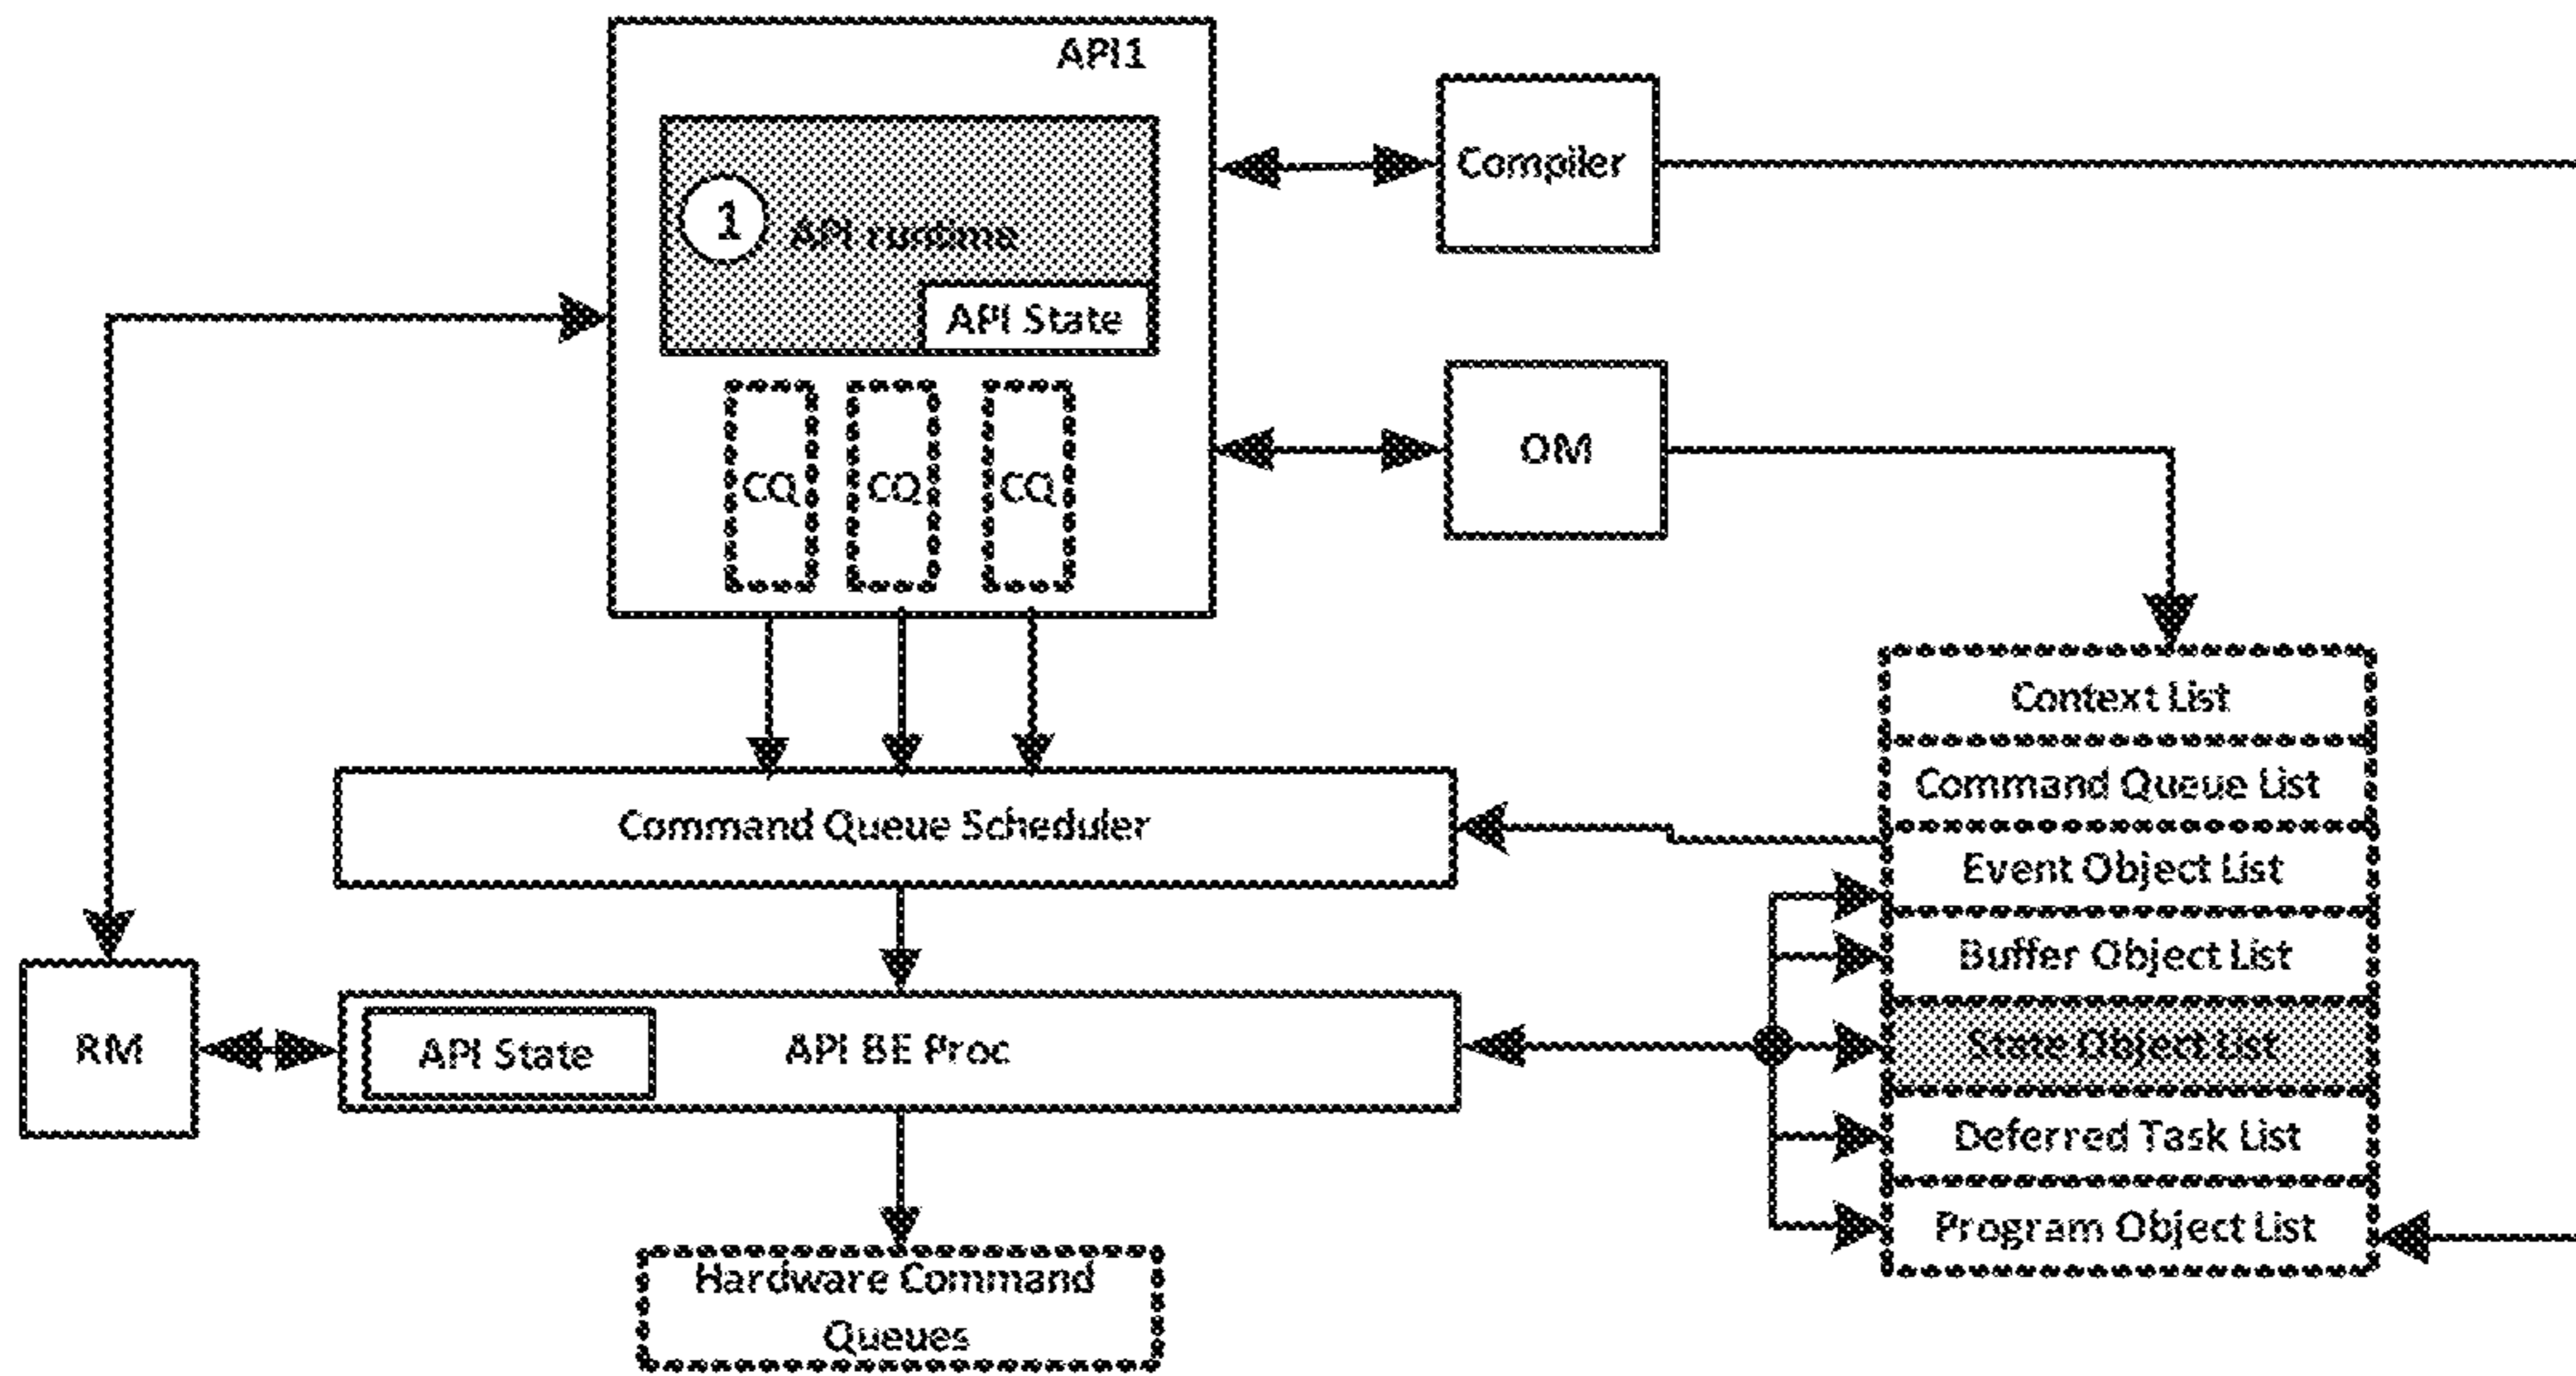 API1
1
API runtime
API State
Compiler
CQ
CQ
CQ
OM
Context List
Command Queue List
Command Queue Scheduler
Event Object List
Buffer Object List
RM
API State
API BE Proc
State Object List
Deferred Task List
Program Object List
Hardware Command
Queues